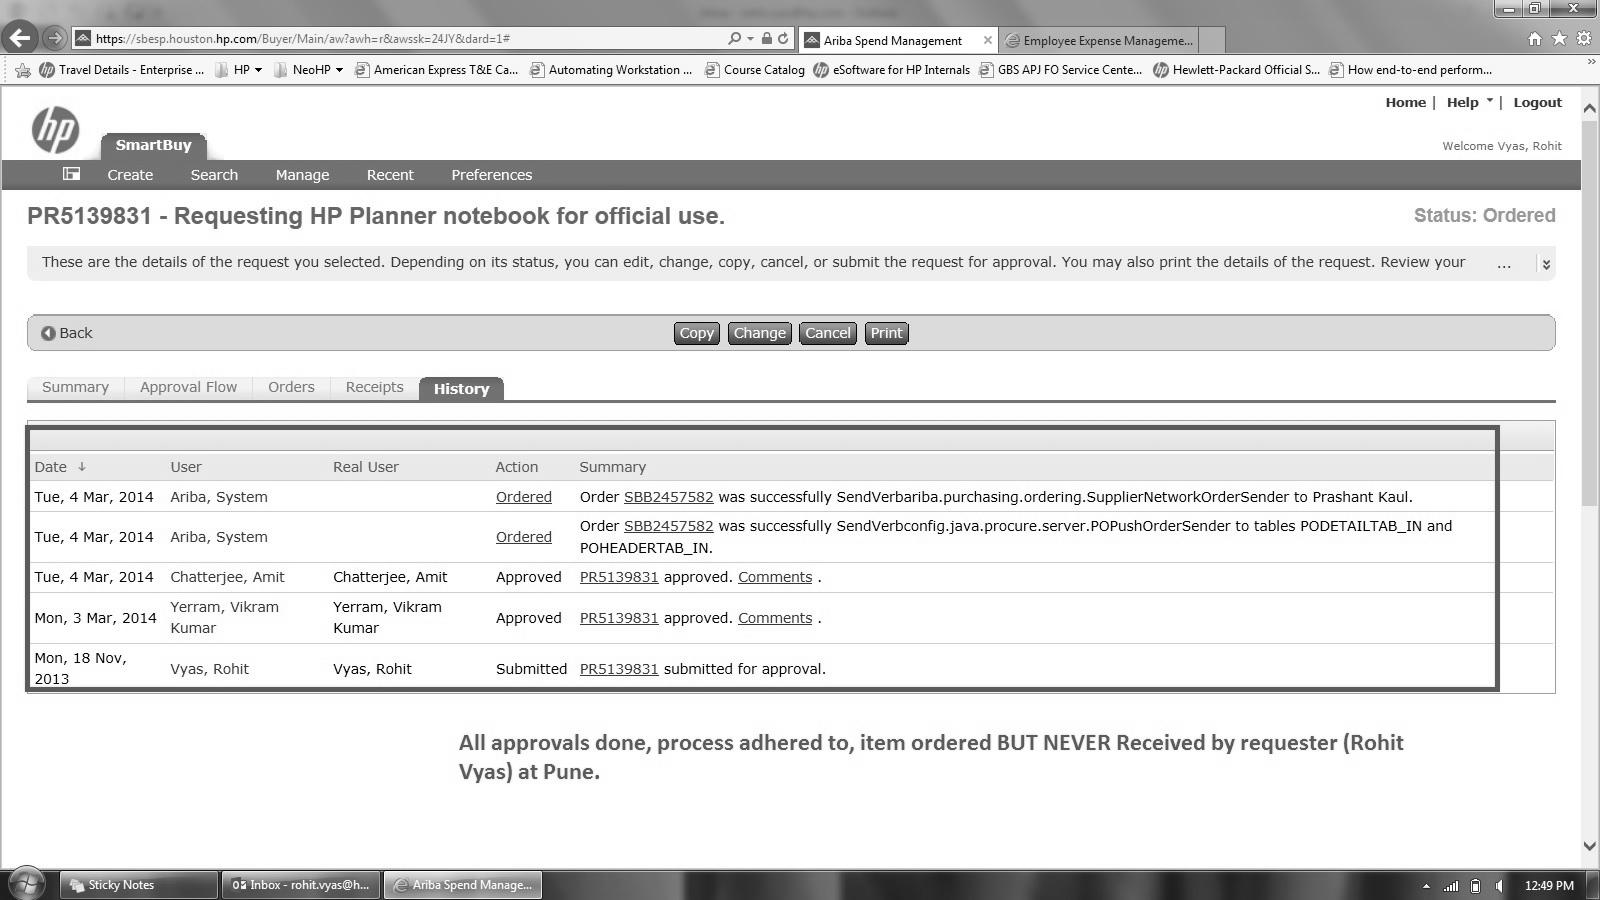 https://sbesp.houston.hp.com/Buyer/Main/aw?awh=r&awssk=24JY&dard=1#
Ariba Spend Management
Employee Expense Manageme...
Travel Details - Enterprise ...
HP
NeoHP
American Express T&E Ca...
Automating Workstation ...
Course Catalog
eSoftware for HP Internals
GBS APJ FO Service Cente...
Hewlett-Packard Official S...
How end-to-end perform...
Home | Help | Logout
hp
SmartBuy
Welcome Vyas, Rohit
Create Search Manage Recent Preferences
PR5139831 - Requesting HP Planner notebook for official use.
Status: Ordered
These are the details of the request you selected. Depending on its status, you can edit, change, copy, cancel, or submit the request for approval. You may also print the details of the request. Review your ...
Back
Copy Change Cancel Print
Summary Approval Flow Orders Receipts History
Date User Real User Action Summary
Tue, 4 Mar, 2014 Ariba, System Ordered Order SBB2457582 was successfully SendVerbariba.purchasing.ordering.SupplierNetworkOrderSender to Prashant Kaul.
Tue, 4 Mar, 2014 Ariba, System Ordered Order SBB2457582 was successfully SendVerbconfig.java.procure.server.POPushOrderSender to tables PODETAILTAB_IN and
POHEADERTAB_IN.
Tue, 4 Mar, 2014 Chatterjee, Amit Chatterjee, Amit Approved PR5139831 approved. Comments .
Mon, 3 Mar, 2014 Yerram, Vikram Kumar Yerram, Vikram Kumar Approved PR5139831 approved. Comments .
Mon, 18 Nov, 2013 Vyas, Rohit Vyas, Rohit Submitted PR5139831 submitted for approval.
All approvals done, process adhered to, item ordered BUT NEVER Received by requester (Rohit
Vyas) at Pune.
Sticky Notes
Inbox - rohit.vyas@h...
Ariba Spend Manage...
12:49 PM